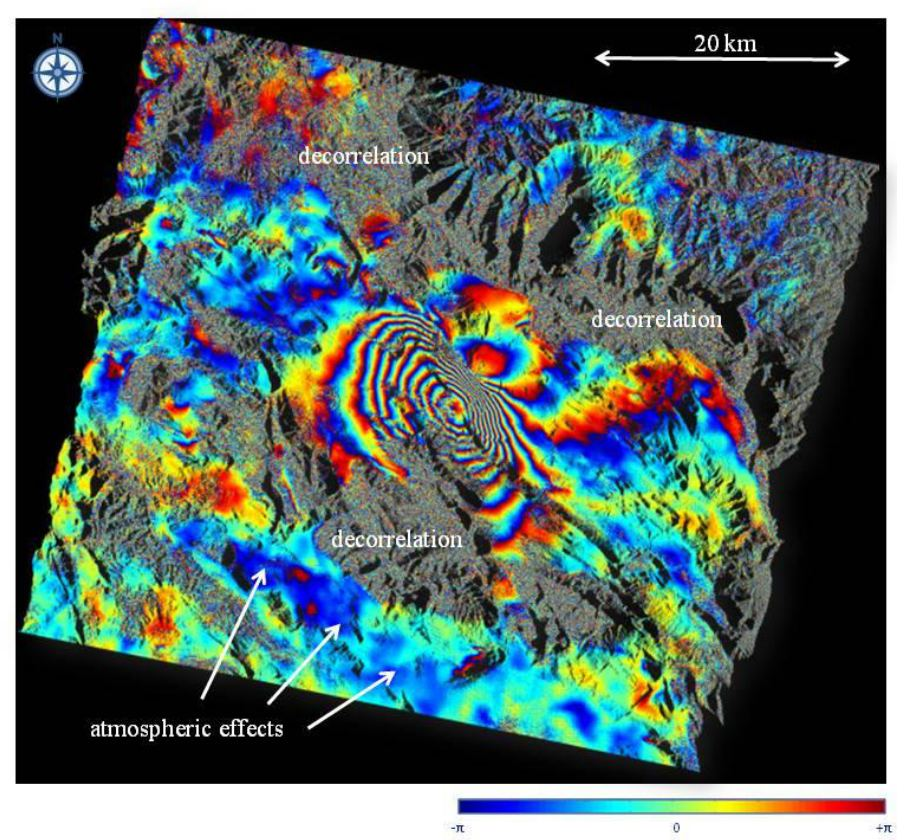 N
20 km
decorrelation
decorrelation
decorrelation
atmospheric effects
-π
0
+π